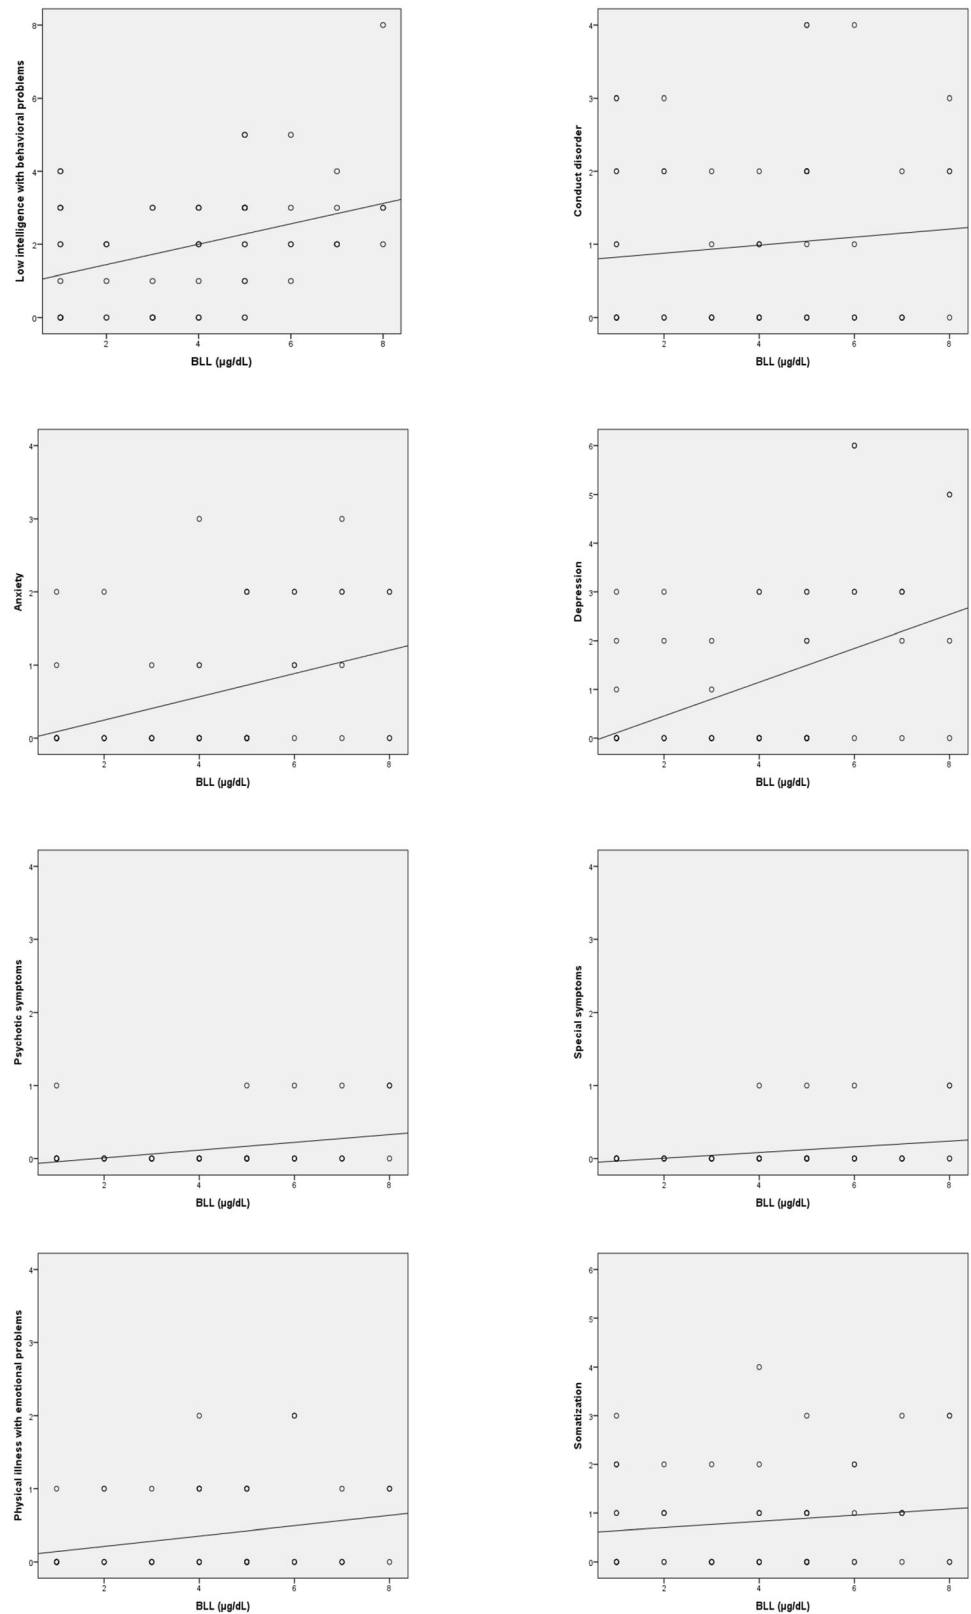 Low intelligence with behavioral problems
8
6
4
2
0
2 4 6 8
BLL (µg/dL)
Conduct disorder
4
3
2
1
0
2 4 6 8
BLL (µg/dL)
Anxiety
4
3
2
1
0
2 4 6 8
BLL (µg/dL)
Depression
6
5
4
3
2
1
0
2 4 6 8
BLL (µg/dL)
Psychotic symptoms
4
3
2
1
0
2 4 6 8
BLL (µg/dL)
Special symptoms
4
3
2
1
0
2 4 6 8
BLL (µg/dL)
Physical illness with emotional problems
4
3
2
1
0
2 4 6 8
BLL (µg/dL)
Somatization
6
5
4
3
2
1
0
2 4 6 8
BLL (µg/dL)